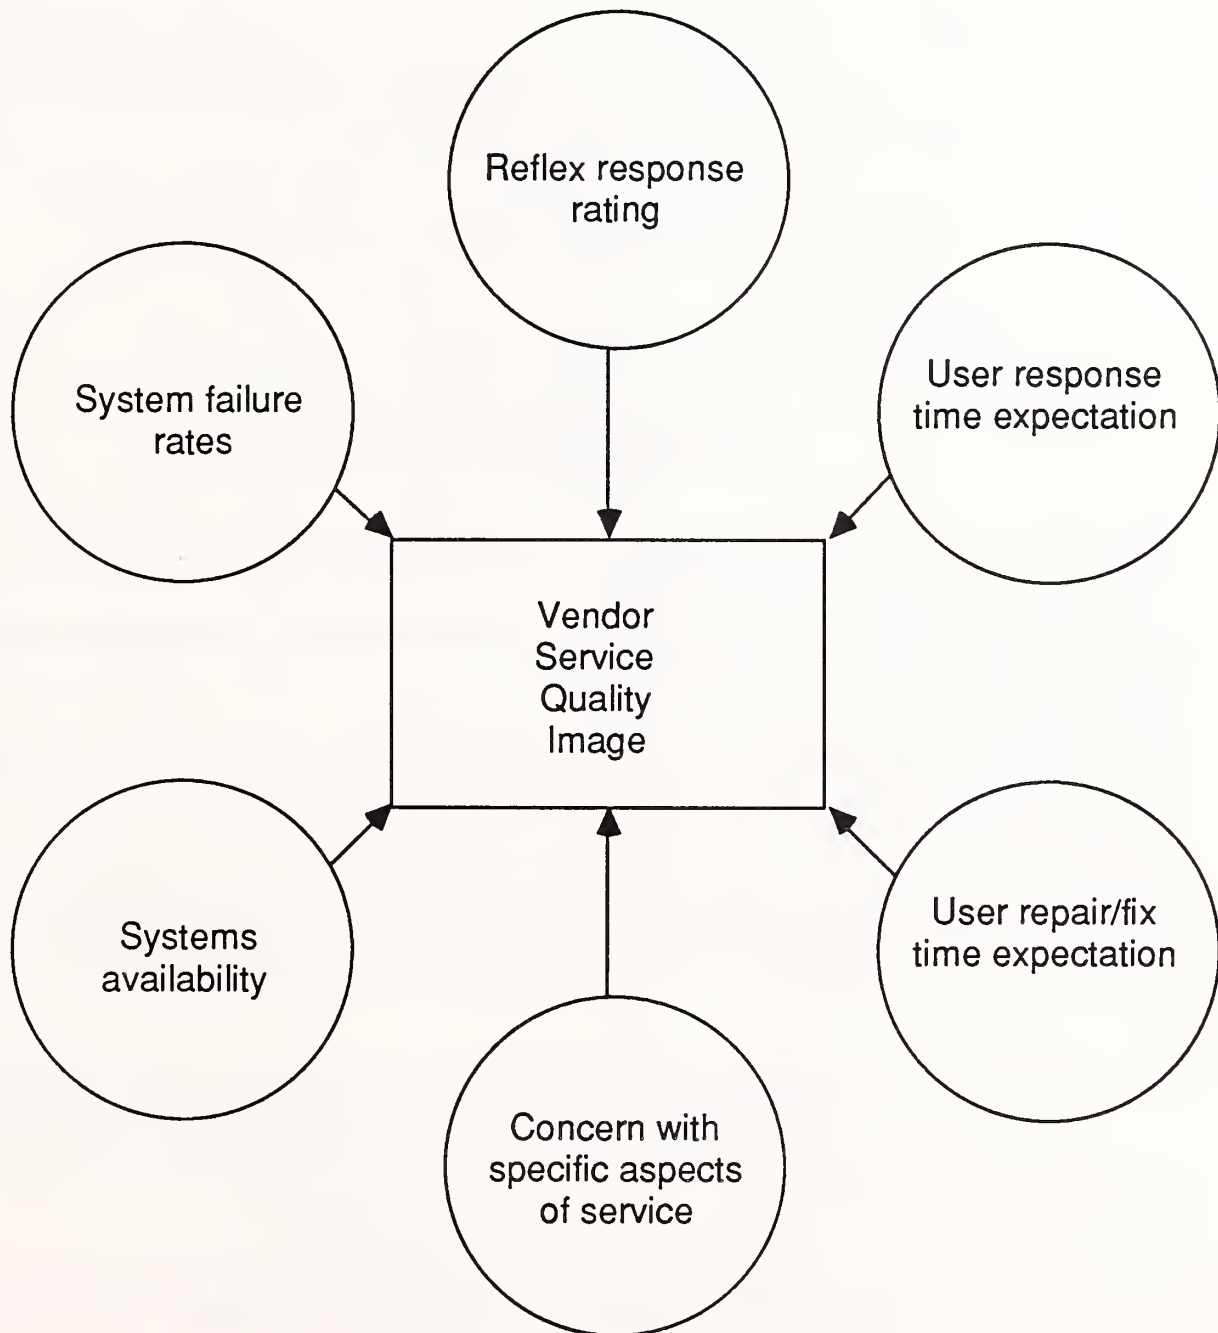 Reflex response
rating
System failure
rates
User response
time expectation
Vendor
Service
Quality
Image
Systems
availability
User repair/fix
time expectation
Concern with
specific aspects
of service